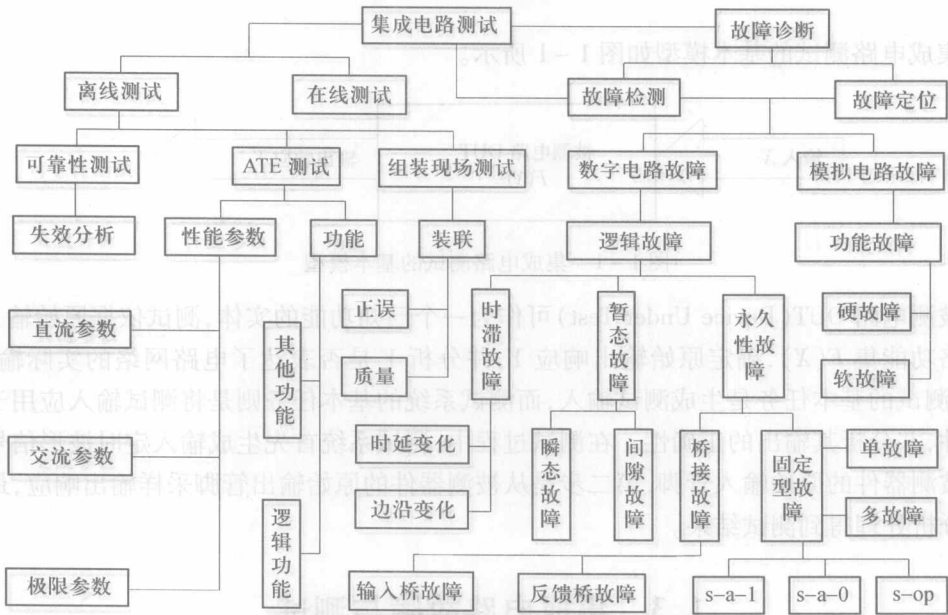 集成电路测试
故障诊断
离线测试
在线测试
故障检测
故障定位
可靠性测试
ATE 测试
组装现场测试
数字电路故障
模拟电路故障
失效分析
性能参数
功能
装联
逻辑故障
功能故障
直流参数
其他功能
正误
质量
时滞故障
暂态故障
永久性故障
硬故障
软故障
交流参数
时延变化
边沿变化
瞬态故障
间隙故障
桥接故障
固定型故障
单故障
多故障
极限参数
逻辑功能
输入桥故障
反馈桥故障
s-a-1
s-a-0
s-op